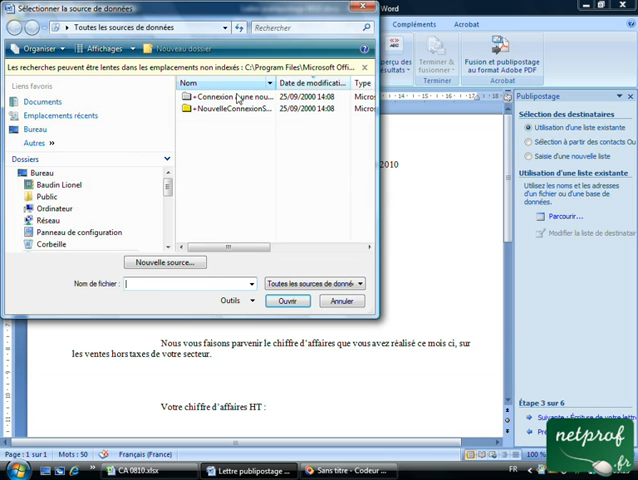 Sélectionner la source de données
Word
Toutes les sources de données
Rechercher
Compléments
Acrobat
Organiser
Affichages
Nouveau dossier
Terminer &
fusionner
Terminer
Fusion et publipostage
au format Adobe PDF
Acrobat
Les recherches peuvent être lentes dans les emplacements non indexés : C:\Program Files\Microsoft Offi...
Liens favoris
Documents
Emplacements récents
Bureau
Autres »
Dossiers
Bureau
Baudin Lionel
Public
Ordinateur
Réseau
Panneau de configuration
Corbeille
Nom
Date de modificati...
Type
25/09/2000 14:08
Micros
+NouvelleConnexionS...
25/09/2000 14:08
Micros
Nouvelle source...
Nom de fichier :
Toutes les sources de donné
Outils
Ouvrir
Annuler
2010
Nous vous faisons parvenir le chiffre d'affaires que vous avez réalisé ce mois ci, sur
les ventes hors taxes de votre secteur.
Votre chiffre d'affaires HT :
Publipostage
Sélection des destinataires
Utilisation d'une liste existante
Sélection à partir des contacts Ou
Saisie d'une nouvelle liste
Utilisation d'une liste existante
Utilisez les noms et les adresses
d'un fichier ou d'une base de
données.
Parcourir...
Modifier la liste de destinatair
Étape 3 sur 6
Suivante : Écriture de votre lettr
Page : 1 sur 1
Mots : 50
Français (France)
100 %
netprof
.fr
CA 0810.xlsx
Lettre publipostage ...
Sans titre - Codeur ...
FR